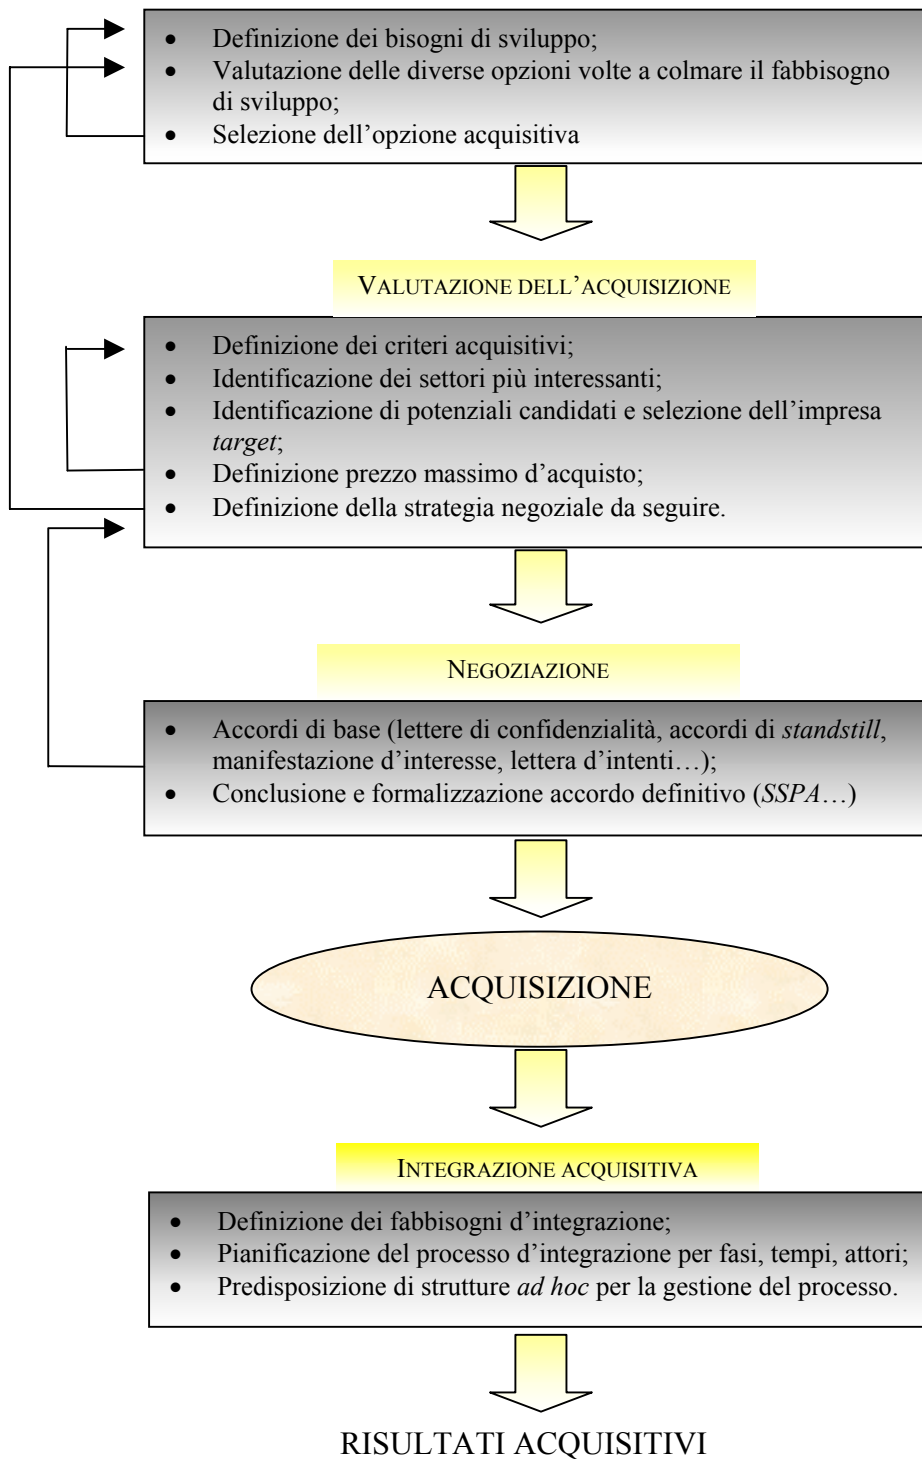 • Definizione dei bisogni di sviluppo;
• Valutazione delle diverse opzioni volte a colmare il fabbisogno
di sviluppo;
• Selezione dell’opzione acquisitiva
VALUTAZIONE DELL’ACQUISIZIONE
• Definizione dei criteri acquisitivi;
• Identificazione dei settori più interessanti;
• Identificazione di potenziali candidati e selezione dell’impresa
target;
• Definizione prezzo massimo d’acquisto;
• Definizione della strategia negoziale da seguire.
NEGOZIAZIONE
• Accordi di base (lettere di confidenzialità, accordi di standstill,
manifestazione d’interesse, lettera d’intenti…);
• Conclusione e formalizzazione accordo definitivo (SSPA…)
ACQUISIZIONE
INTEGRAZIONE ACQUISITIVA
• Definizione dei fabbisogni d’integrazione;
• Pianificazione del processo d’integrazione per fasi, tempi, attori;
• Predisposizione di strutture ad hoc per la gestione del processo.
RISULTATI ACQUISITIVI